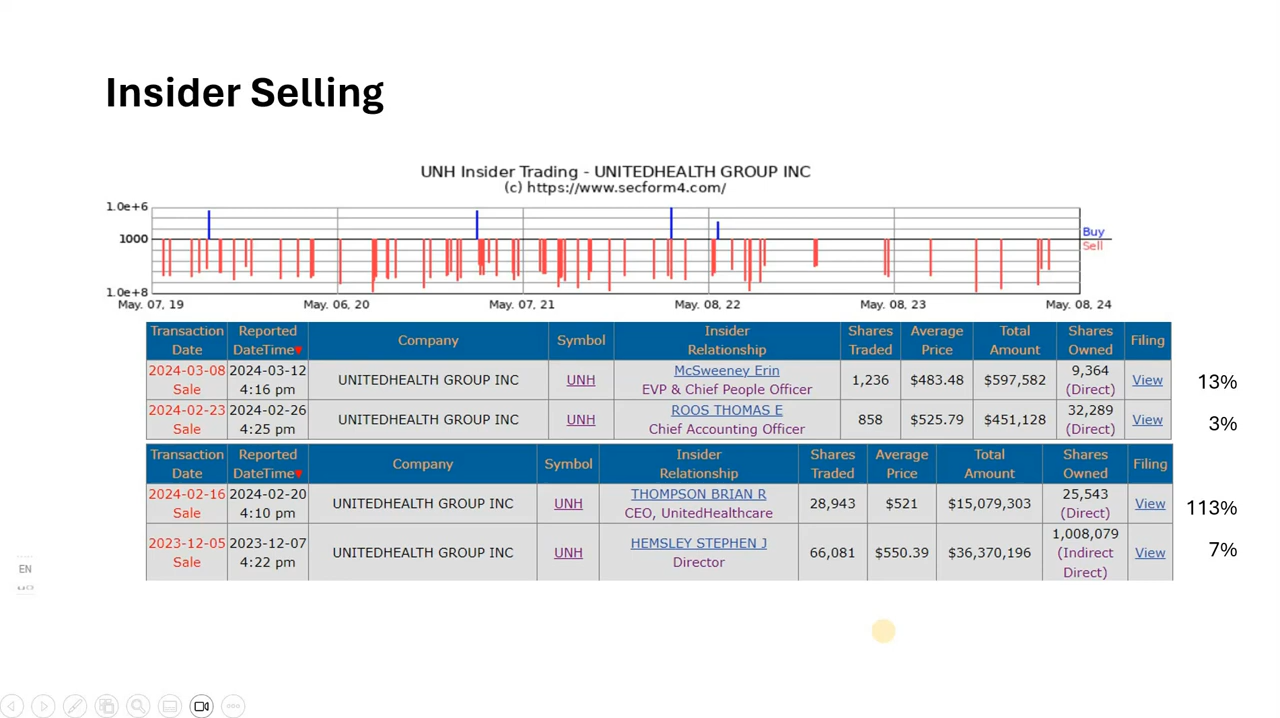 Insider Selling
UNH Insider Trading - UNITEDHEALTH GROUP INC
(c) https://www.secform4.com/
1.0e+6
1000
1.0e+8
Buy
Sell
May. 07, 19 May. 06, 20 May. 07, 21 May. 08, 22 May. 08, 23 May. 08, 24
Transaction Date Reported DateTime▼ Company Symbol Insider Relationship Shares Traded Average Price Total Amount Shares Owned Filing
2024-03-08 Sale 2024-03-12 4:16 pm UNITEDHEALTH GROUP INC UNH McSweeney Erin EVP & Chief People Officer 1,236 $483.48 $597,582 9,364 (Direct) View 13%
2024-02-23 Sale 2024-02-26 4:25 pm UNITEDHEALTH GROUP INC UNH ROOS THOMAS E Chief Accounting Officer 858 $525.79 $451,128 32,289 (Direct) View 3%
Transaction Date Reported DateTime▼ Company Symbol Insider Relationship Shares Traded Average Price Total Amount Shares Owned Filing
2024-02-16 Sale 2024-02-20 4:10 pm UNITEDHEALTH GROUP INC UNH THOMPSON BRIAN R CEO, UnitedHealthcare 28,943 $521 $15,079,303 25,543 (Direct) View 113%
2023-12-05 Sale 2023-12-07 4:22 pm UNITEDHEALTH GROUP INC UNH HEMSLEY STEPHEN J Director 66,081 $550.39 $36,370,196 1,008,079 (Indirect Direct) View 7%
EN